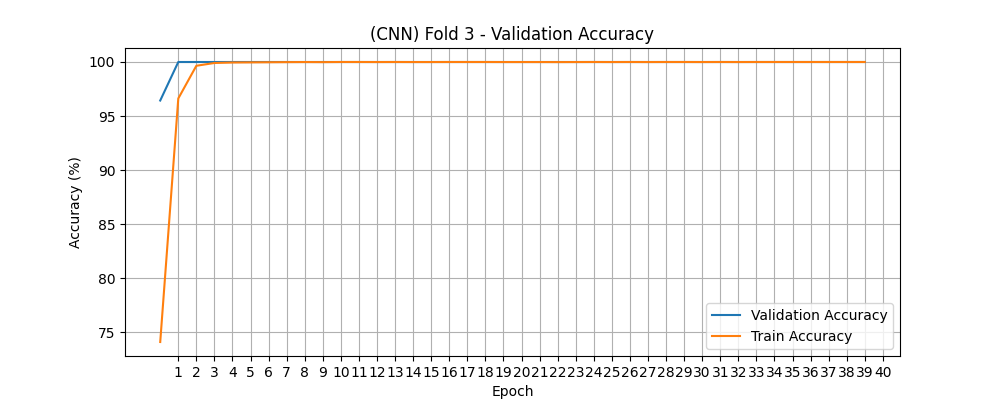 (CNN) Fold 3 - Validation Accuracy
Accuracy (%)
100
95
90
85
80
75
Validation Accuracy
Train Accuracy
1 2 3 4 5 6 7 8 9 10 11 12 13 14 15 16 17 18 19 20 21 22 23 24 25 26 27 28 29 30 31 32 33 34 35 36 37 38 39 40
Epoch